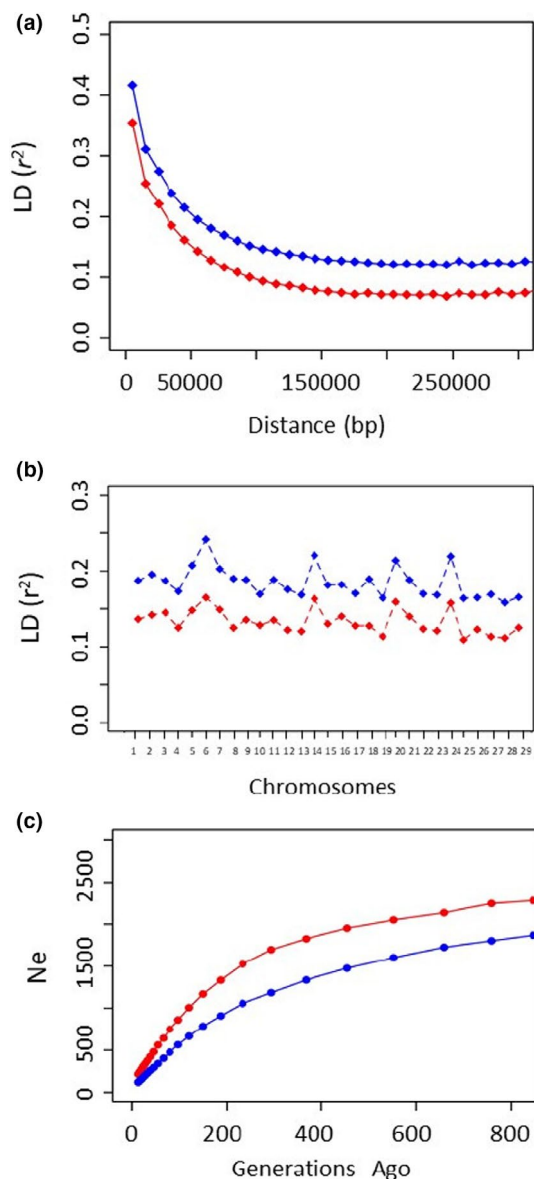 (a)
0.5
0.4
0.3
0.2
0.1
0.0
LD (r²)
0 50000 150000 250000
Distance (bp)
(b)
0.3
0.2
0.1
0.0
LD (r²)
1 2 3 4 5 6 7 8 9 10 11 12 13 14 15 16 17 18 19 20 21 22 23 24 25 26 27 28 29
Chromosomes
(c)
2500
1500
500
0
Ne
0 200 400 600 800
Generations Ago